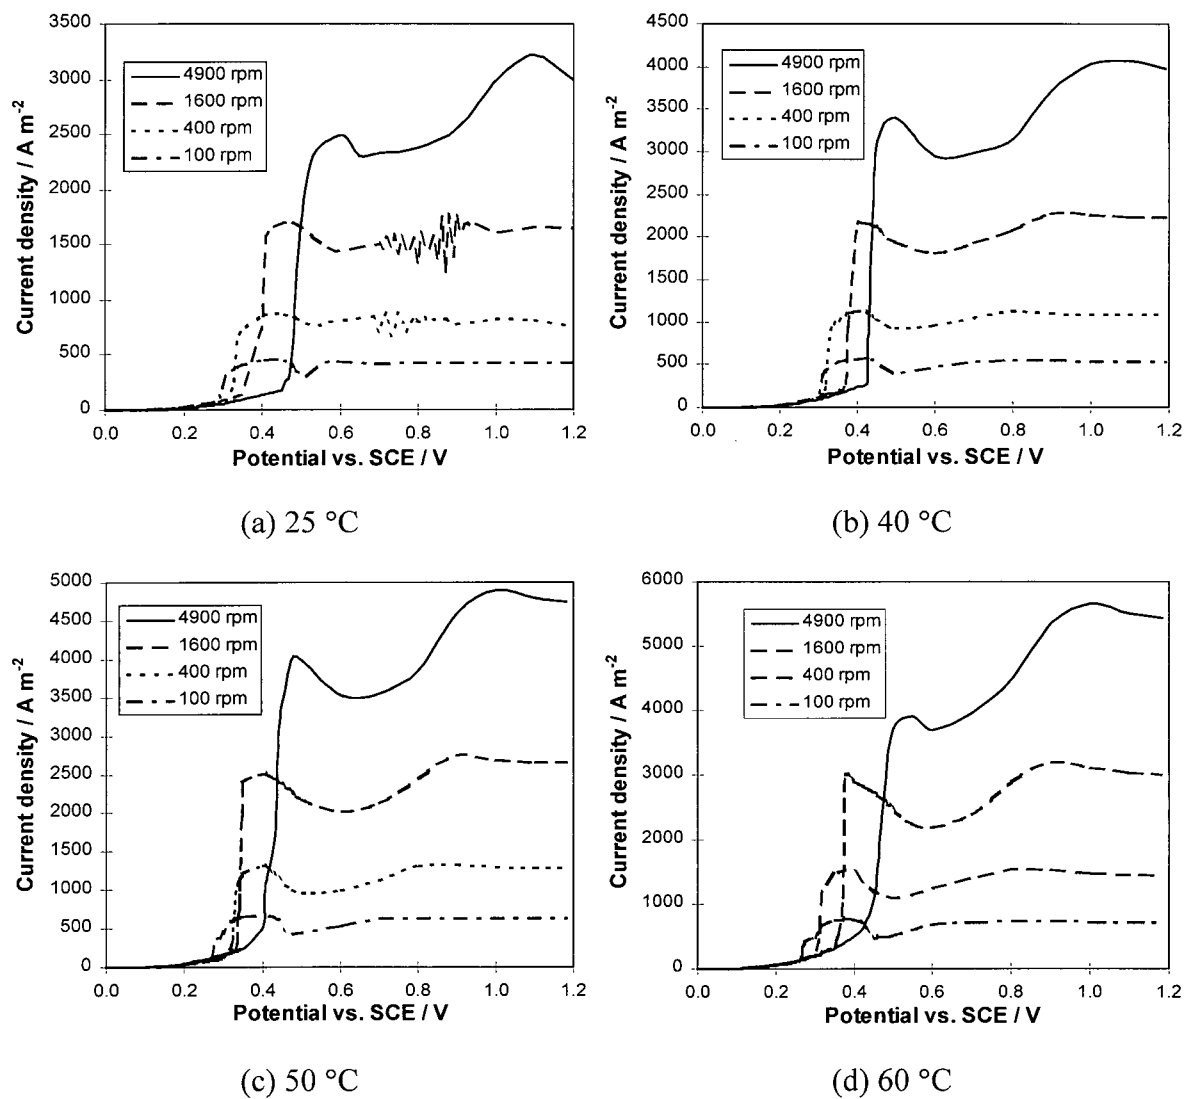 3500
3000
2500
2000
1500
1000
500
0
Current density / A m-2
4900 rpm
1600 rpm
400 rpm
100 rpm
0.0 0.2 0.4 0.6 0.8 1.0 1.2
Potential vs. SCE / V
(a) 25 °C
4500
4000
3500
3000
2500
2000
1500
1000
500
0
Current density / A m-2
4900 rpm
1600 rpm
400 rpm
100 rpm
0.0 0.2 0.4 0.6 0.8 1.0 1.2
Potential vs. SCE / V
(b) 40 °C
5000
4500
4000
3500
3000
2500
2000
1500
1000
500
0
Current density / A m-2
4900 rpm
1600 rpm
400 rpm
100 rpm
0.0 0.2 0.4 0.6 0.8 1.0 1.2
Potential vs. SCE / V
(c) 50 °C
6000
5000
4000
3000
2000
1000
0
Current density / A m-2
4900 rpm
1600 rpm
400 rpm
100 rpm
0.0 0.2 0.4 0.6 0.8 1.0 1.2
Potential vs. SCE / V
(d) 60 °C